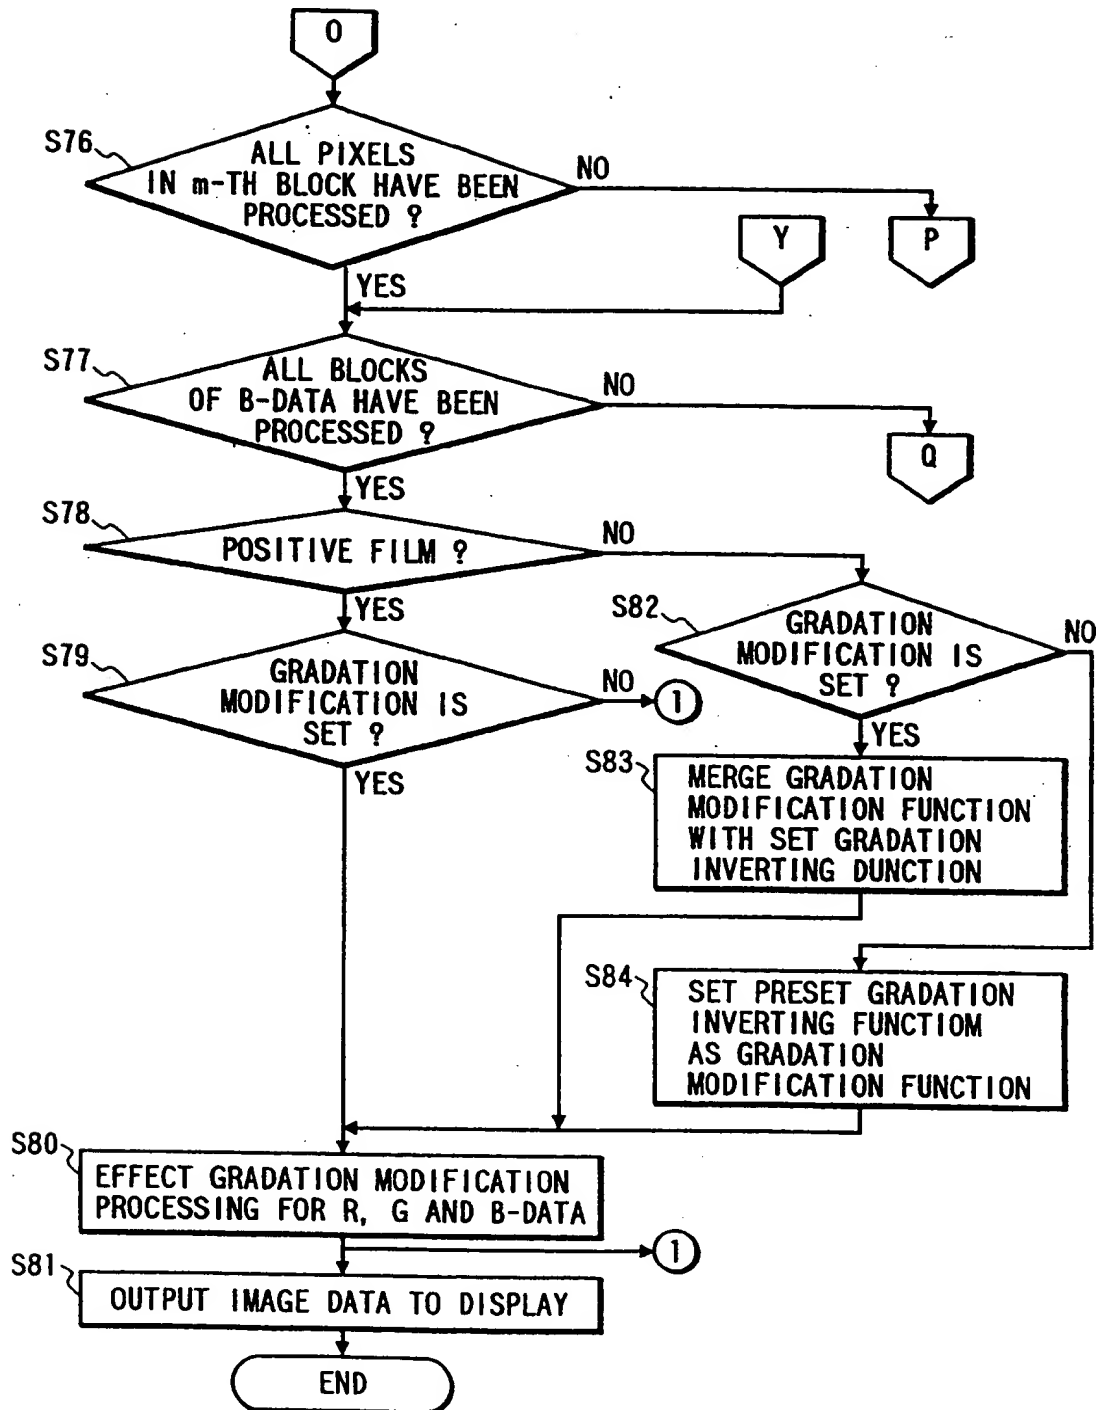 O
S76
ALL PIXELS
IN m-TH BLOCK HAVE BEEN
PROCESSED ?
NO
P
Y
YES
S77
ALL BLOCKS
OF B-DATA HAVE BEEN
PROCESSED ?
NO
Q
YES
S78
POSITIVE FILM ?
NO
YES
S79
GRADATION
MODIFICATION IS
SET ?
NO
1
YES
S82
GRADATION
MODIFICATION IS
SET ?
NO
YES
S83
MERGE GRADATION
MODIFICATION FUNCTION
WITH SET GRADATION
INVERTING DUNCTION
S84
SET PRESET GRADATION
INVERTING FUNCTIOM
AS GRADATION
MODIFICATION FUNCTION
S80
EFFECT GRADATION MODIFICATION
PROCESSING FOR R, G AND B-DATA
1
S81
OUTPUT IMAGE DATA TO DISPLAY
END